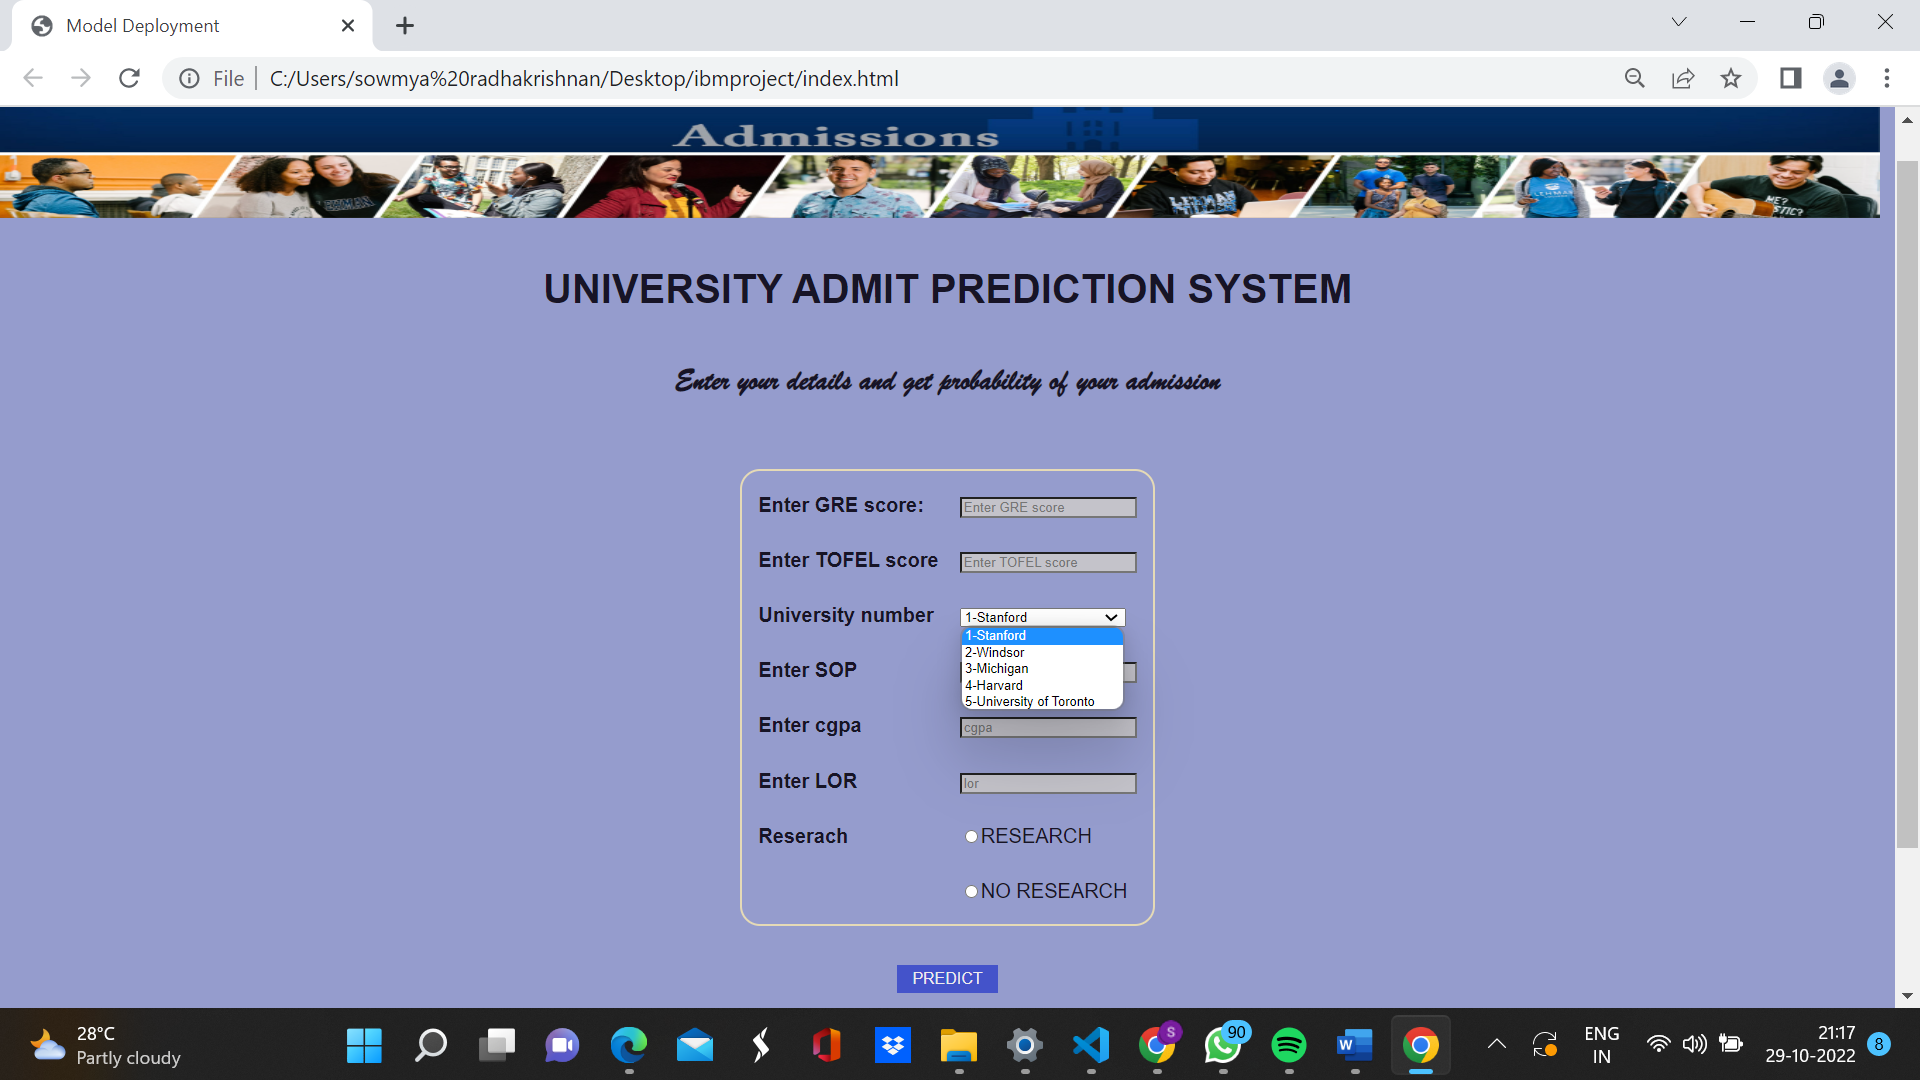 Model Deployment
File
C:/Users/sowmya%20radhakrishnan/Desktop/ibmproject/index.html
Admissions
UNIVERSITY ADMIT PREDICTION SYSTEM
Enter your details and get probability of your admission
Enter GRE score:
Enter GRE score
Enter TOFEL score
Enter TOFEL score
University number
1-Stanford
1-Stanford
2-Windsor
3-Michigan
4-Harvard
5-University of Toronto
Enter SOP
Enter cgpa
cgpa
Enter LOR
lor
Reserach
RESEARCH
NO RESEARCH
PREDICT
28°C
Partly cloudy
S
90
W
ENG
IN
21:17
29-10-2022
8